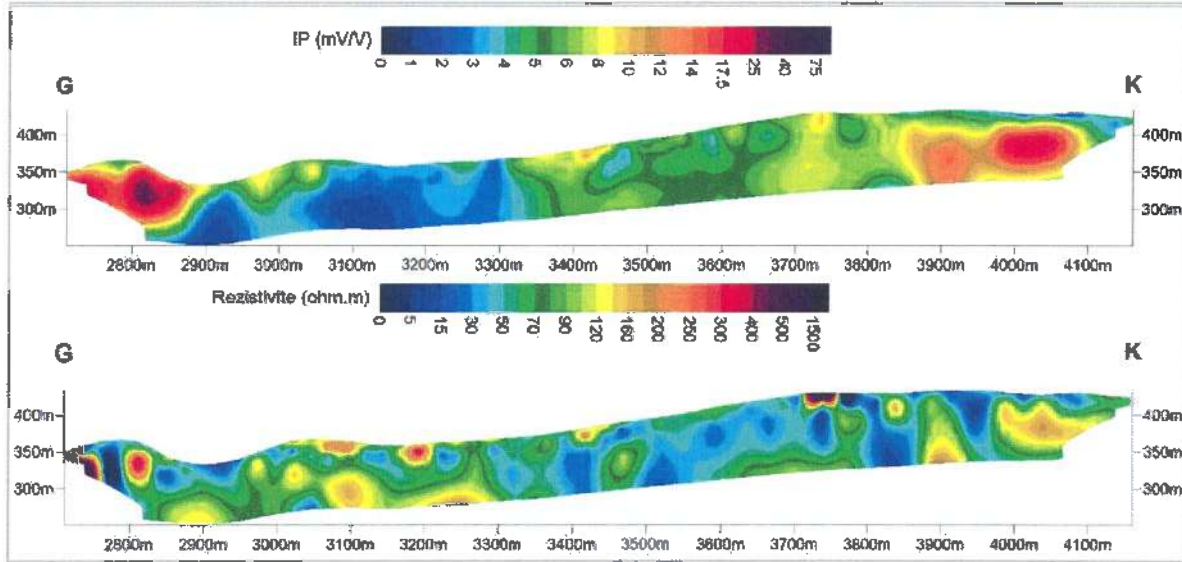 IP (mV/V)
0 1 2 3 4 5 6 8 10 12 14 17.5 25 40 75
G K
400m 400m
350m 350m
300m 300m
2800m 2900m 3000m 3100m 3200m 3300m 3400m 3500m 3600m 3700m 3800m 3900m 4000m 4100m
Rezistivite (ohm.m)
0 5 15 30 50 70 90 120 160 200 250 300 400 500 1500
G K
400m 400m
350m 350m
300m 300m
2800m 2900m 3000m 3100m 3200m 3300m 3400m 3500m 3600m 3700m 3800m 3900m 4000m 4100m